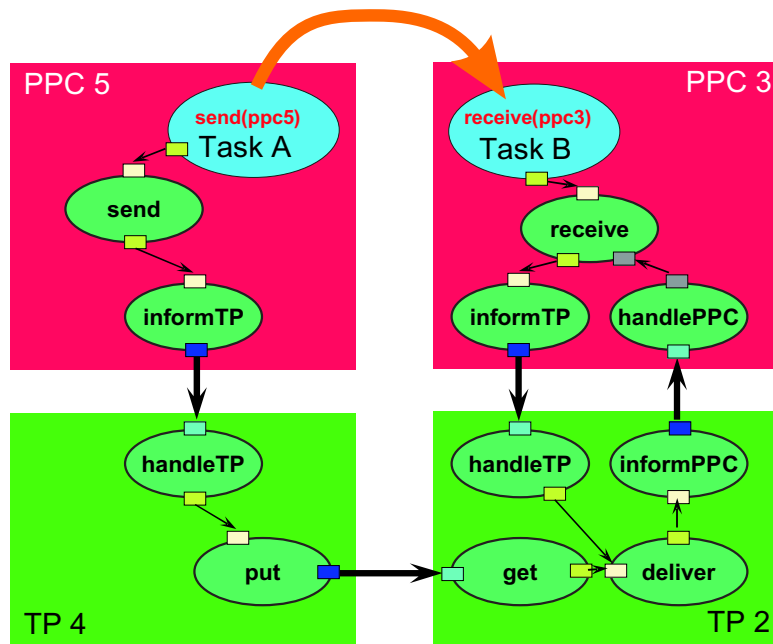 PPC 5
PPC 3
send(ppc5)
Task A
receive(ppc3)
Task B
send
receive
informTP
informTP
handlePPC
handleTP
handleTP
informPPC
put
get
deliver
TP 4
TP 2